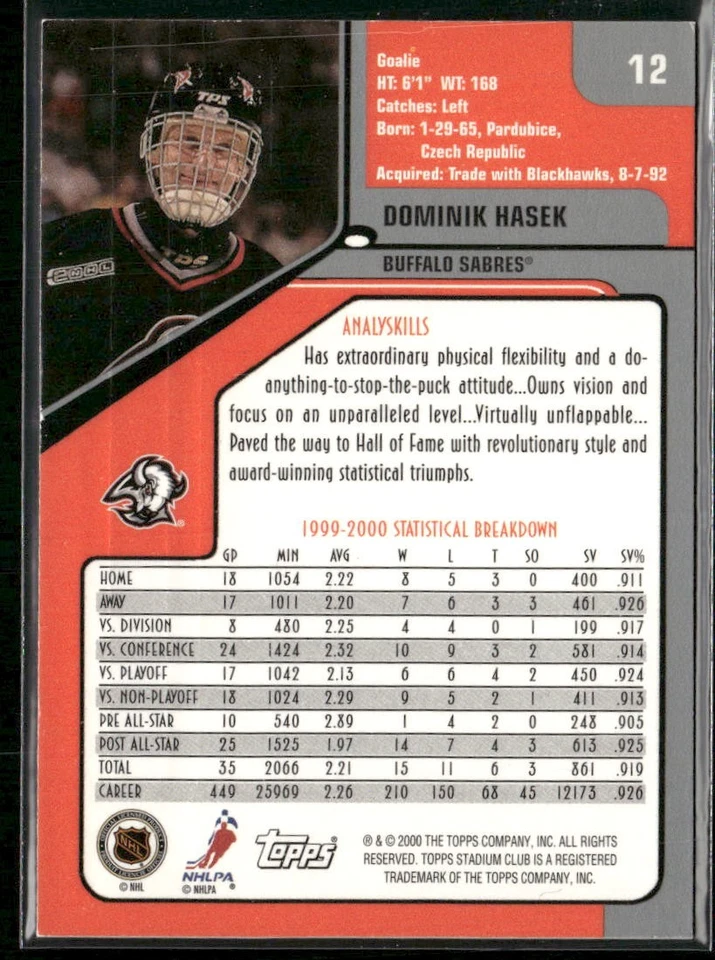 12
Goalie
HT: 6'1" WT: 168
Catches: Left
Born: 1-29-65, Pardubice,
Czech Republic
Acquired: Trade with Blackhawks, 8-7-92
DOMINIK HASEK
BUFFALO SABRES®
TPS
TPS
2000
ANALYSKILLS
Has extraordinary physical flexibility and a do-
anything-to-stop-the-puck attitude...Owns vision and
focus on an unparalleled level...Virtually unflappable...
Paved the way to Hall of Fame with revolutionary style and
award-winning statistical triumphs.
1999-2000 STATISTICAL BREAKDOWN
GP MIN AVG W L T SO SV SV%
HOME 18 1054 2.22 8 5 3 0 400 .911
AWAY 17 1011 2.20 7 6 3 3 461 .926
VS. DIVISION 8 480 2.25 4 4 0 1 199 .917
VS. CONFERENCE 24 1424 2.32 10 9 3 2 581 .914
VS. PLAYOFF 17 1042 2.13 6 6 4 2 450 .924
VS. NON-PLAYOFF 18 1024 2.29 9 5 2 1 411 .913
PRE ALL-STAR 10 540 2.89 1 4 2 0 248 .905
POST ALL-STAR 25 1525 1.97 14 7 4 3 613 .925
TOTAL 35 2066 2.21 15 11 6 3 861 .919
CAREER 449 25969 2.26 210 150 68 45 12173 .926
NHL
© NHL
NHLPA
© NHLPA ®
TOPPS®
® & © 2000 THE TOPPS COMPANY, INC. ALL RIGHTS
RESERVED. TOPPS STADIUM CLUB IS A REGISTERED
TRADEMARK OF THE TOPPS COMPANY, INC.